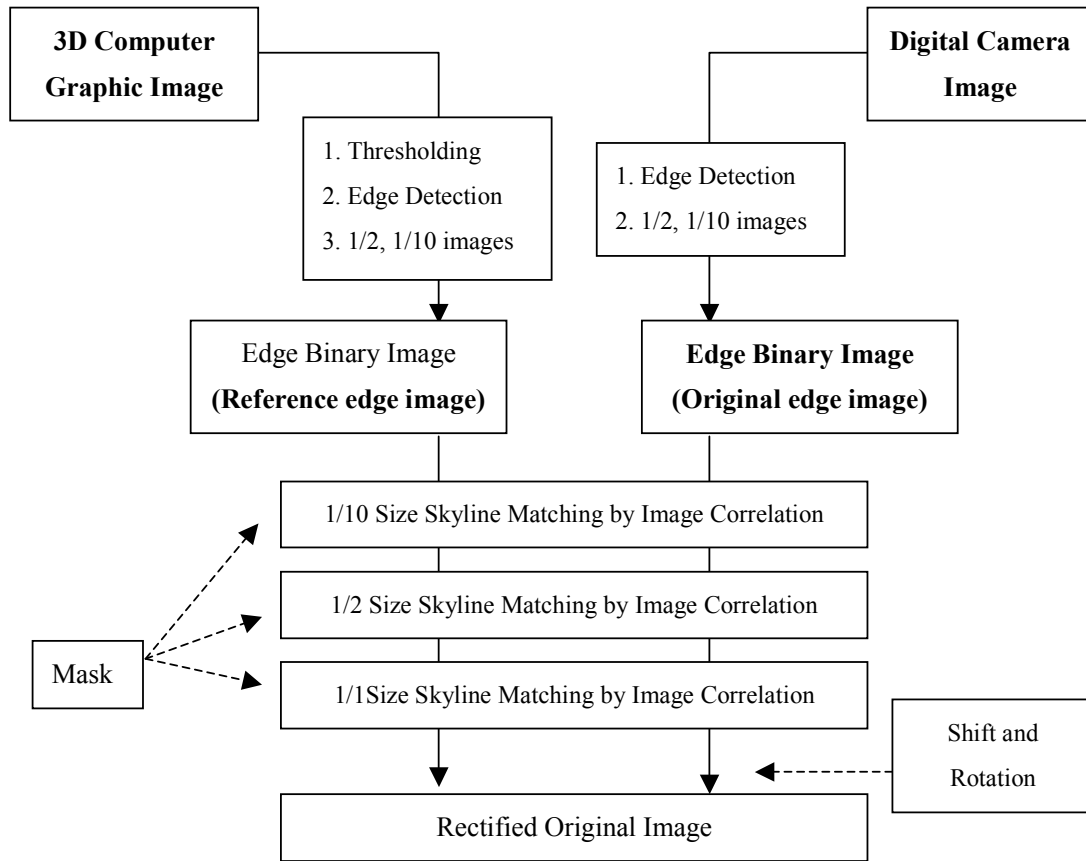 3D Computer
Graphic Image
Digital Camera
Image
1. Thresholding
2. Edge Detection
3. 1/2, 1/10 images
1. Edge Detection
2. 1/2, 1/10 images
Edge Binary Image
(Reference edge image)
Edge Binary Image
(Original edge image)
1/10 Size Skyline Matching by Image Correlation
1/2 Size Skyline Matching by Image Correlation
Mask
1/1Size Skyline Matching by Image Correlation
Shift and
Rotation
Rectified Original Image